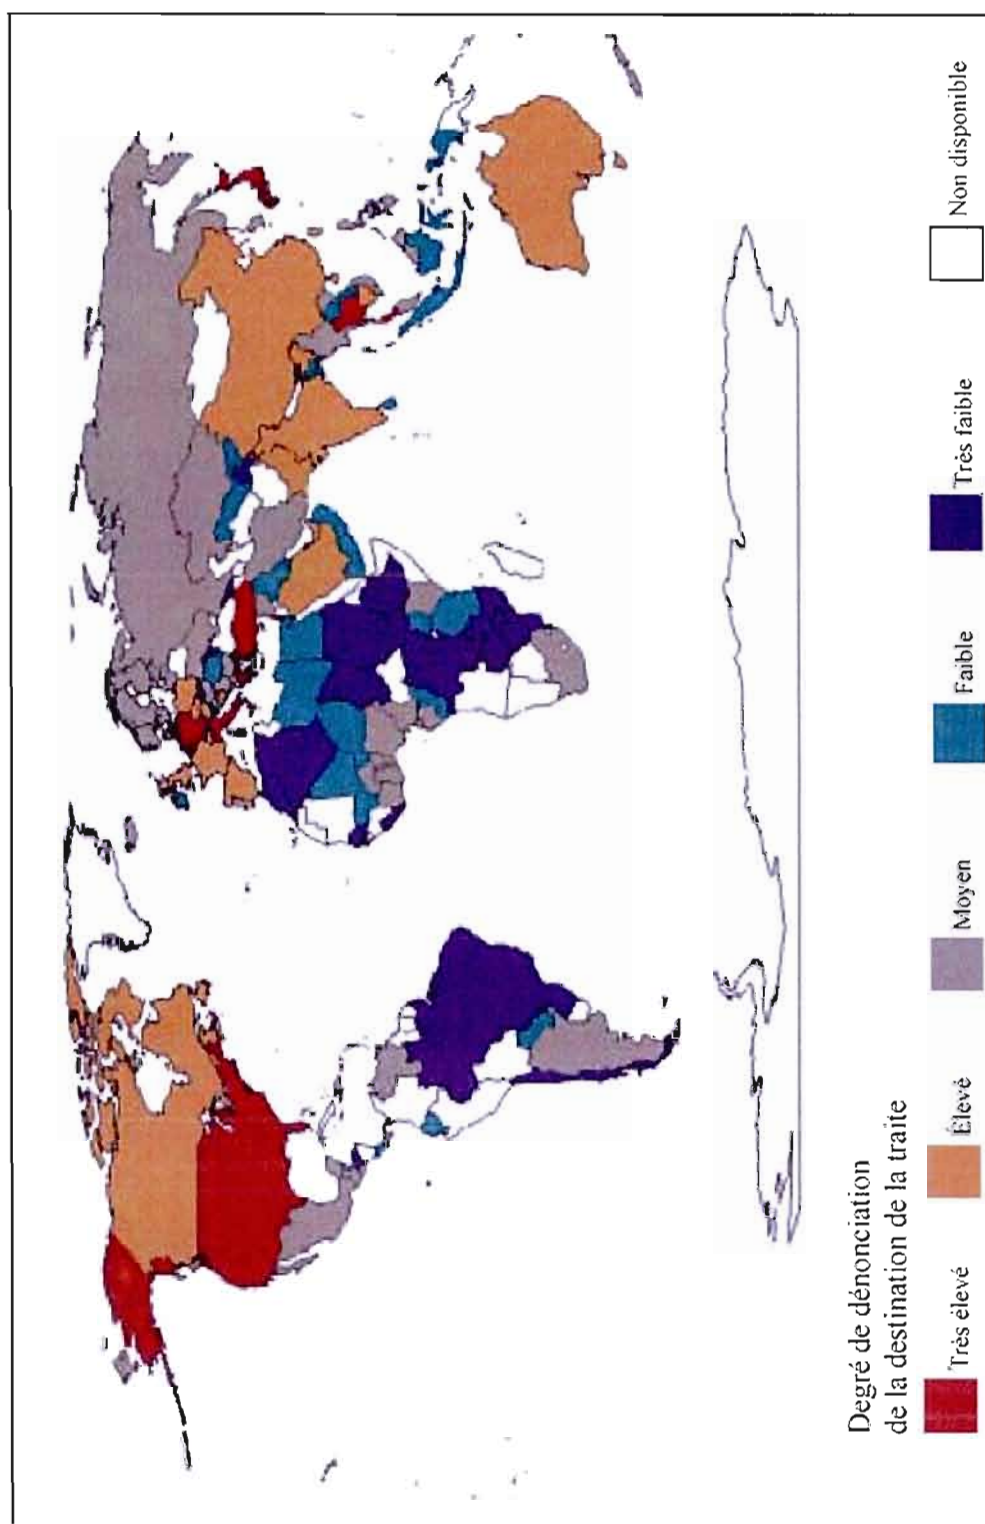 Degré de dénonciation
de la destination de la traite
Très élevé
Élevé
Moyen
Faible
Très faible
Non disponible